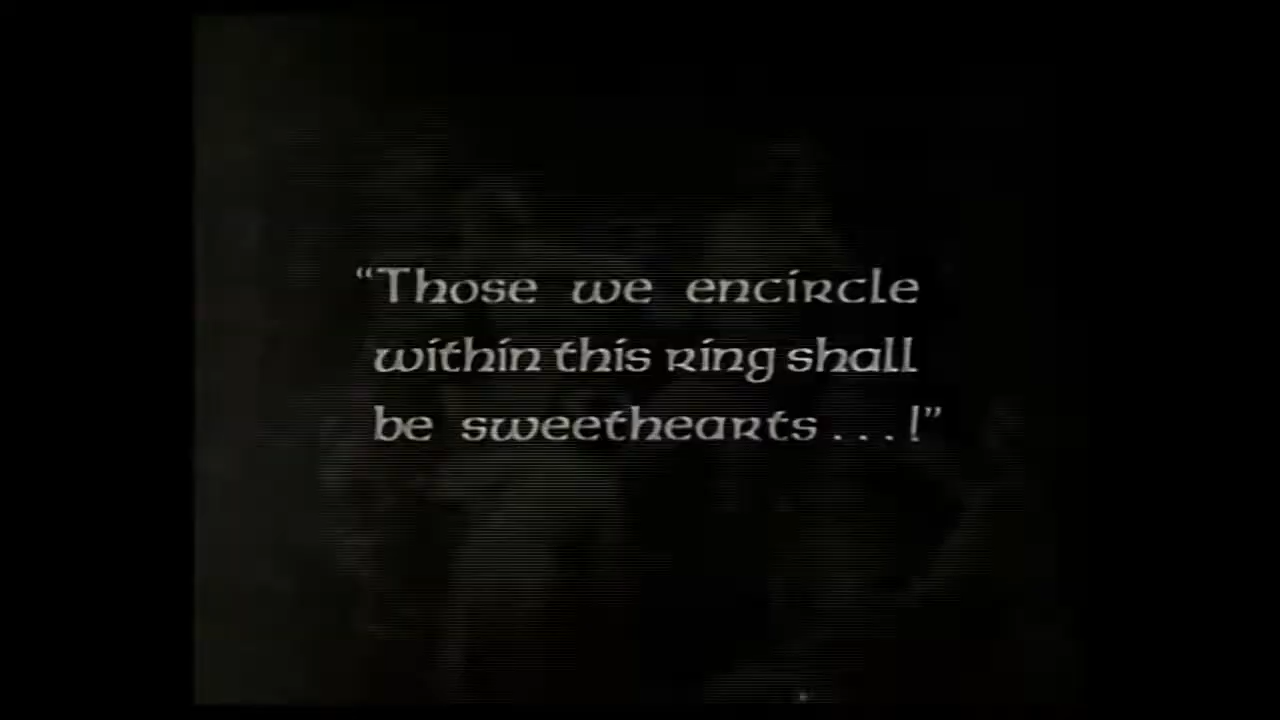 “Those we encircle
within this ring shall
be sweethearts...!”